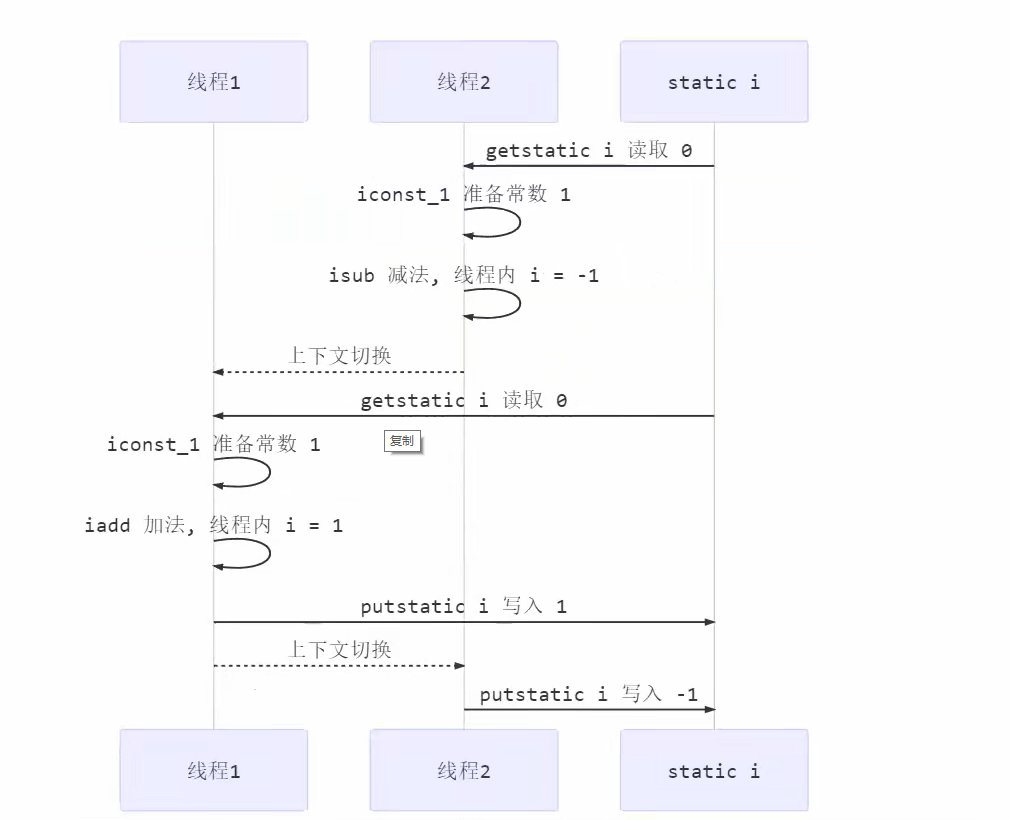 线程1
线程2
static i
getstatic i 读取 0
iconst_1 准备常数 1
isub 减法, 线程内 i = -1
上下文切换
getstatic i 读取 0
复制
iconst_1 准备常数 1
iadd 加法, 线程内 i = 1
putstatic i 写入 1
上下文切换
putstatic i 写入 -1
线程1
线程2
static i